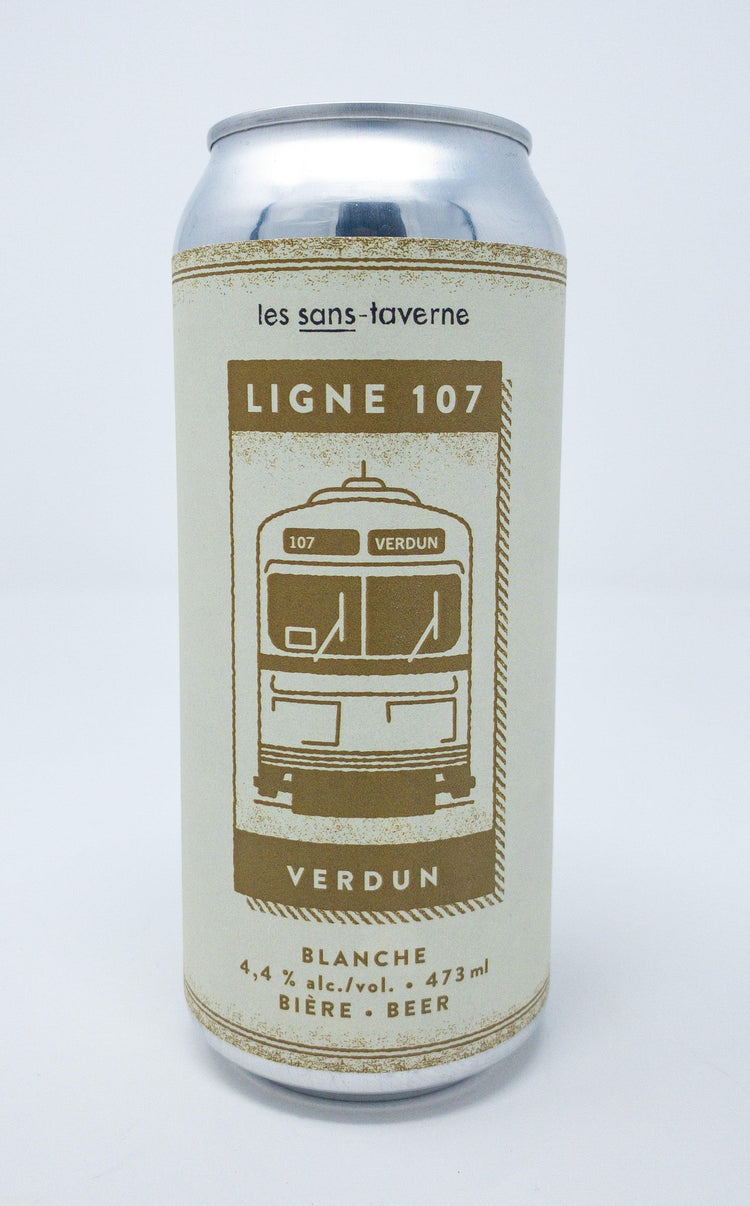 les sans-taverne
LIGNE 107
107 VERDUN
VERDUN
BLANCHE
4,4 % alc./vol. • 473 ml
BIÈRE • BEER